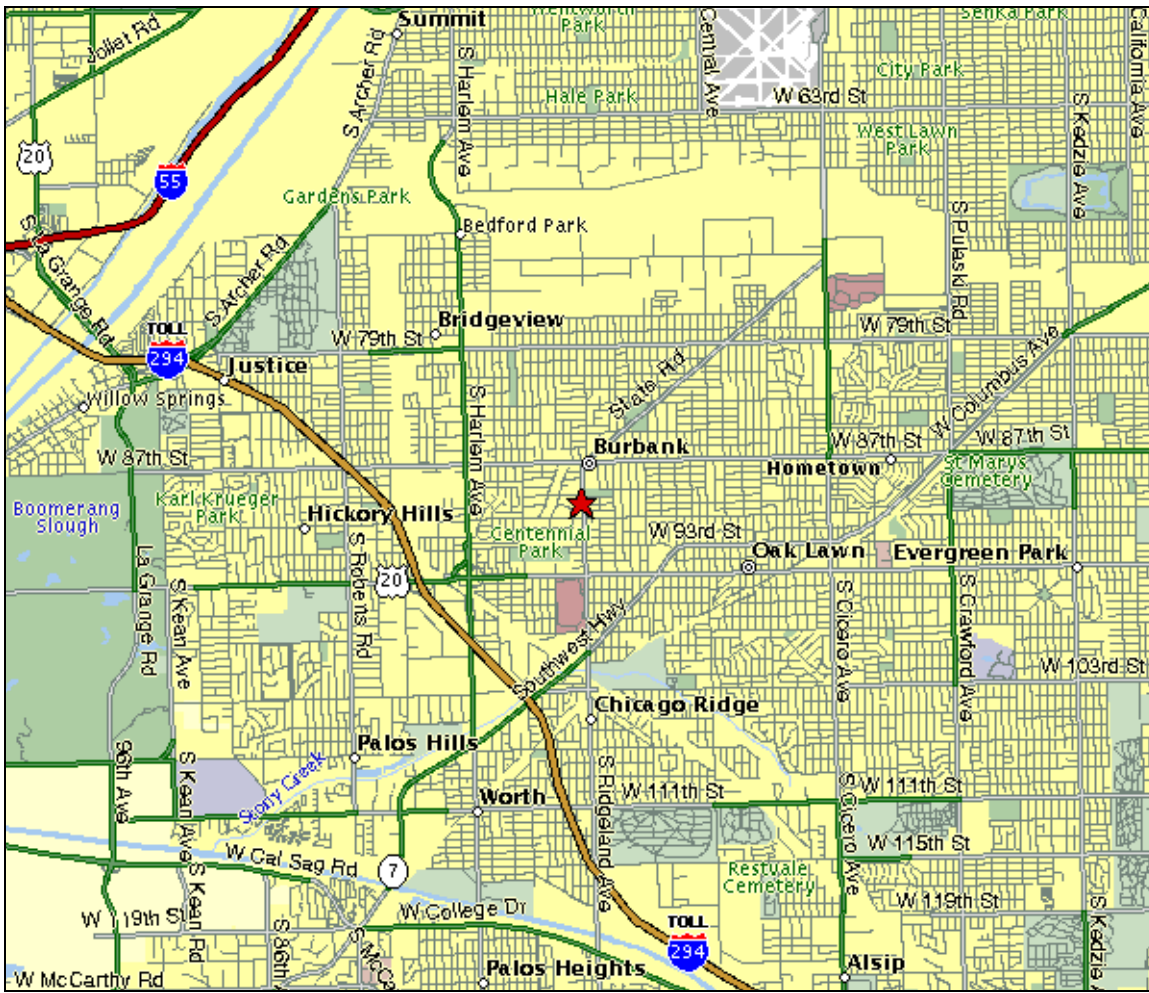 Summit
Wentworth
Park
Senka Park
Joliet Rd
S Archer Rd
S Harlem Ave
Central Ave
California Ave
City Park
Hale Park
W 63rd St
West Lawn
Park
S Kedzie Ave
20
55
Gardens Park
S Pulaski Rd
Bedford Park
S La Grange Rd
S Archer Rd
TOLL
294
Bridgeview
W 79th St
W 79th St
Justice
W Columbus Ave
State Rd
Willow Springs
S Harlem Ave
W 87th St
Burbank
W 87th St
W 87th St
Hometown
St Marys
Cemetery
Boomerang
Slough
Karl Krueger
Park
Hickory Hills
Centennial
Park
W 93rd St
Oak Lawn
Evergreen Park
La Grange Rd
S Kean Ave
S Roberts Rd
20
Southwest Hwy
S Cicero Ave
S Crawford Ave
W 103rd St
Chicago Ridge
Palos Hills
96th Ave
S Kean Ave
Stony Creek
Worth
S Ridgeland Ave
W 111th St
W 111th St
S Cicero Ave
W 115th St
W Cal Sag Rd
7
Restvale
Cemetery
W 119th St
S Kean Rd
S 86th
W College Dr
TOLL
294
W 119th St
S Kedzie
W McCarthy Rd
Palos Heights
Alsip